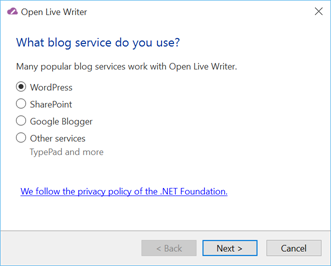 Open Live Writer
What blog service do you use?
Many popular blog services work with Open Live Writer.
WordPress
SharePoint
Google Blogger
Other services
TypePad and more
We follow the privacy policy of the .NET Foundation.
< Back Next > Cancel